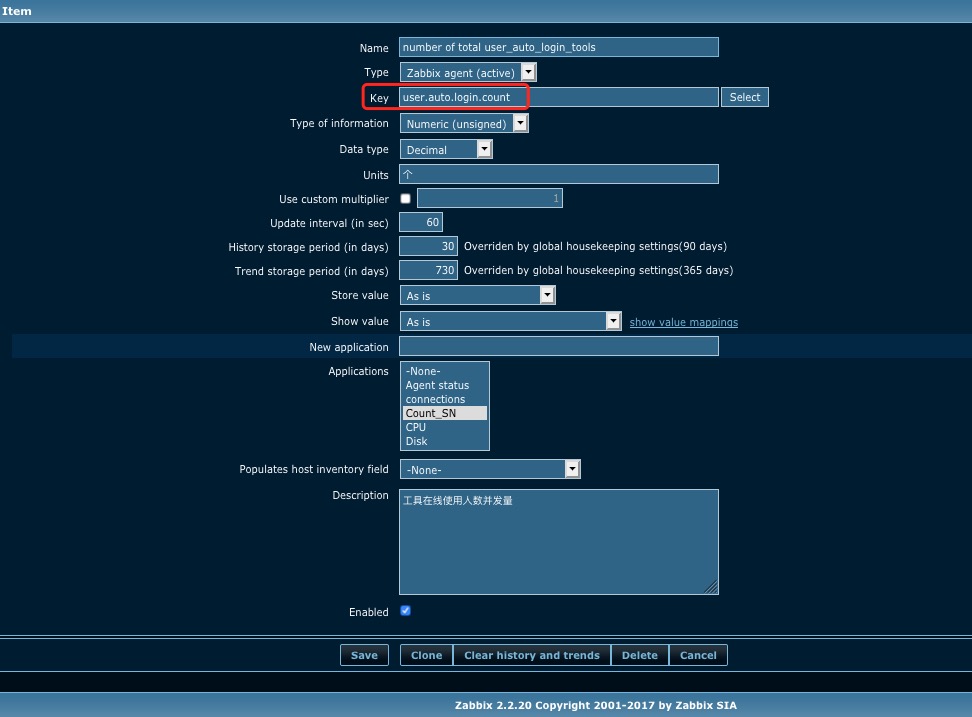 Item
Name number of total user_auto_login_tools
Type Zabbix agent (active)
Key user.auto.login.count Select
Type of information Numeric (unsigned)
Data type Decimal
Units 个
Use custom multiplier 1
Update interval (in sec) 60
History storage period (in days) 30 Overriden by global housekeeping settings(90 days)
Trend storage period (in days) 730 Overriden by global housekeeping settings(365 days)
Store value As is
Show value As is show value mappings
New application
Applications -None-
Agent status
connections
Count_SN
CPU
Disk
Populates host inventory field -None-
Description 工具在线使用人数并发量
Enabled
Save Clone Clear history and trends Delete Cancel
Zabbix 2.2.20 Copyright 2001-2017 by Zabbix SIA